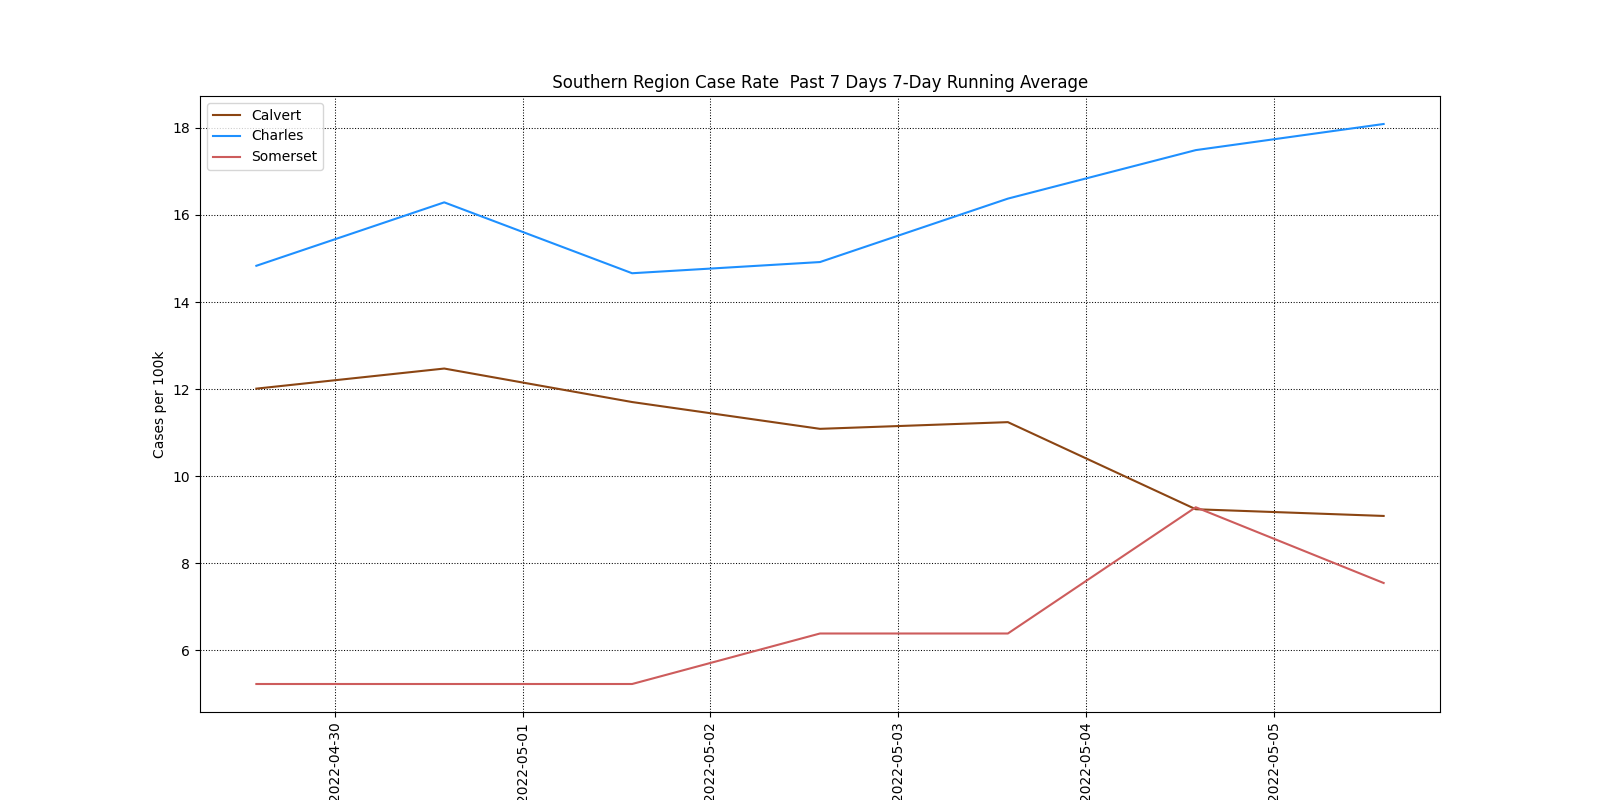 Southern Region Case Rate  Past 7 Days 7-Day Running Average
Calvert
Charles
Somerset
Cases per 100k
18
16
14
12
10
8
6
2022-04-30
2022-05-01
2022-05-02
2022-05-03
2022-05-04
2022-05-05